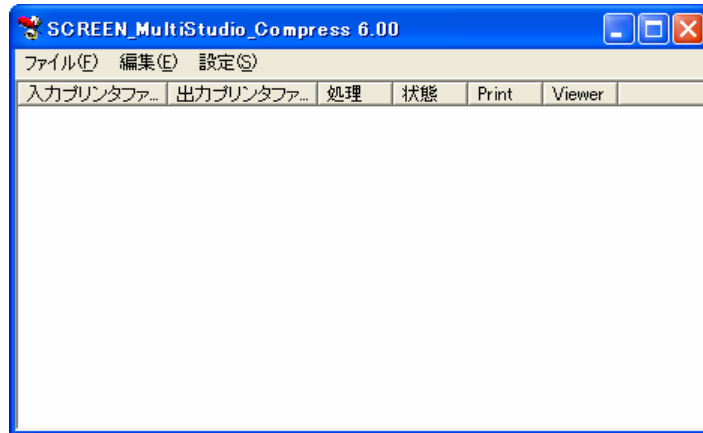 SCREEN_MultiStudio_Compress 6.00
ファイル(F) 編集(E) 設定(S)
入力プリンタファ... 出力プリンタファ... 処理 状態 Print Viewer